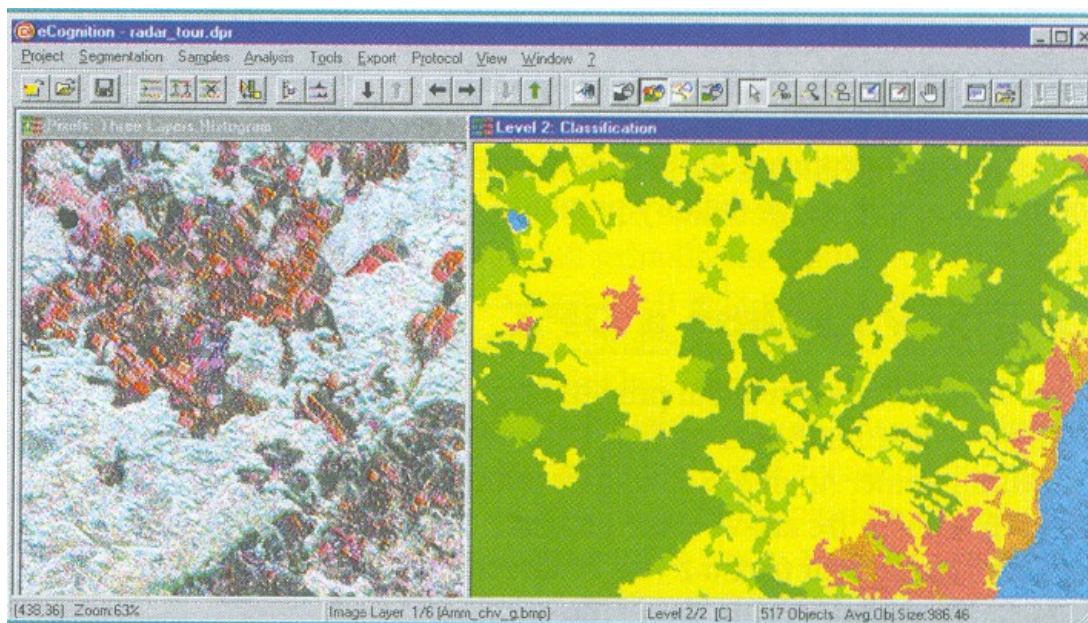 eCognition - radar_tour.dpr
Project Segmentation Samples Analysis Tools Export Protocol View Window ?
Pixels: Three Layers Histogram
Level 2: Classification
[438,36] Zoom:63% Image Layer 1/6 [Amm_chv_g.bmp] Level 2/2 [C] 517 Objects Avg.Obj.Size:986.46